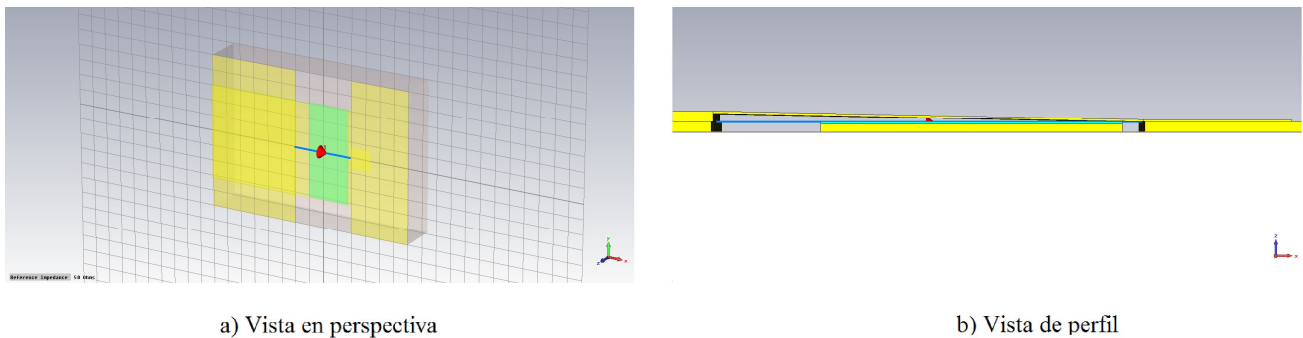 Reference Impedance 50 Ohms
a) Vista en perspectiva
b) Vista de perfil